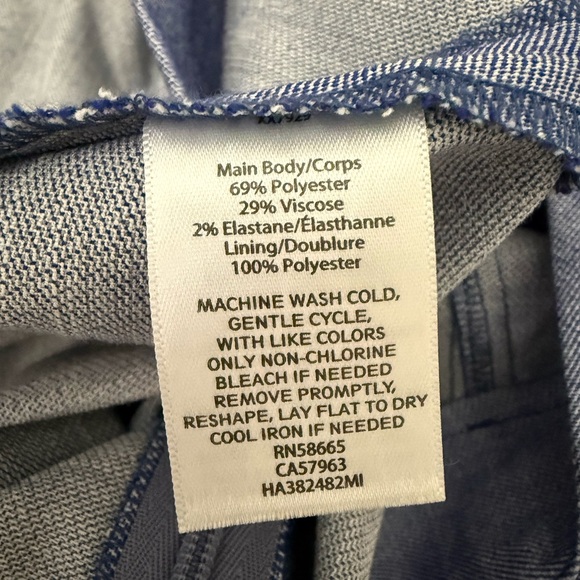 Main Body/Corps
69% Polyester
29% Viscose
2% Elastane/Élasthanne
Lining/Doublure
100% Polyester
MACHINE WASH COLD,
GENTLE CYCLE,
WITH LIKE COLORS
ONLY NON-CHLORINE
BLEACH IF NEEDED
REMOVE PROMPTLY,
RESHAPE, LAY FLAT TO DRY
COOL IRON IF NEEDED
RN58665
CA57963
HA382482MI